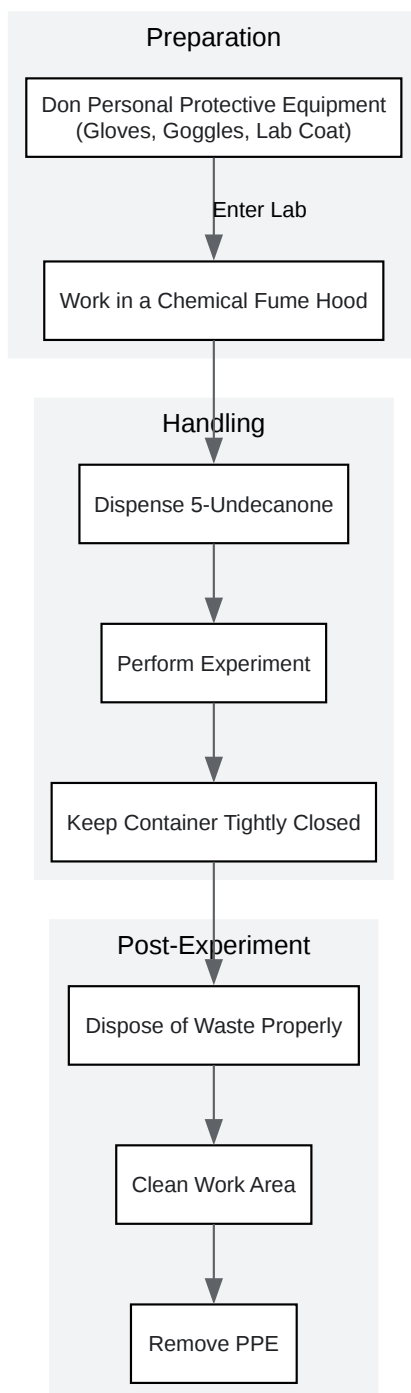 Preparation
Don Personal Protective Equipment
(Gloves, Goggles, Lab Coat)
Enter Lab
Work in a Chemical Fume Hood
Handling
Dispense 5-Undecanone
Perform Experiment
Keep Container Tightly Closed
Post-Experiment
Dispose of Waste Properly
Clean Work Area
Remove PPE